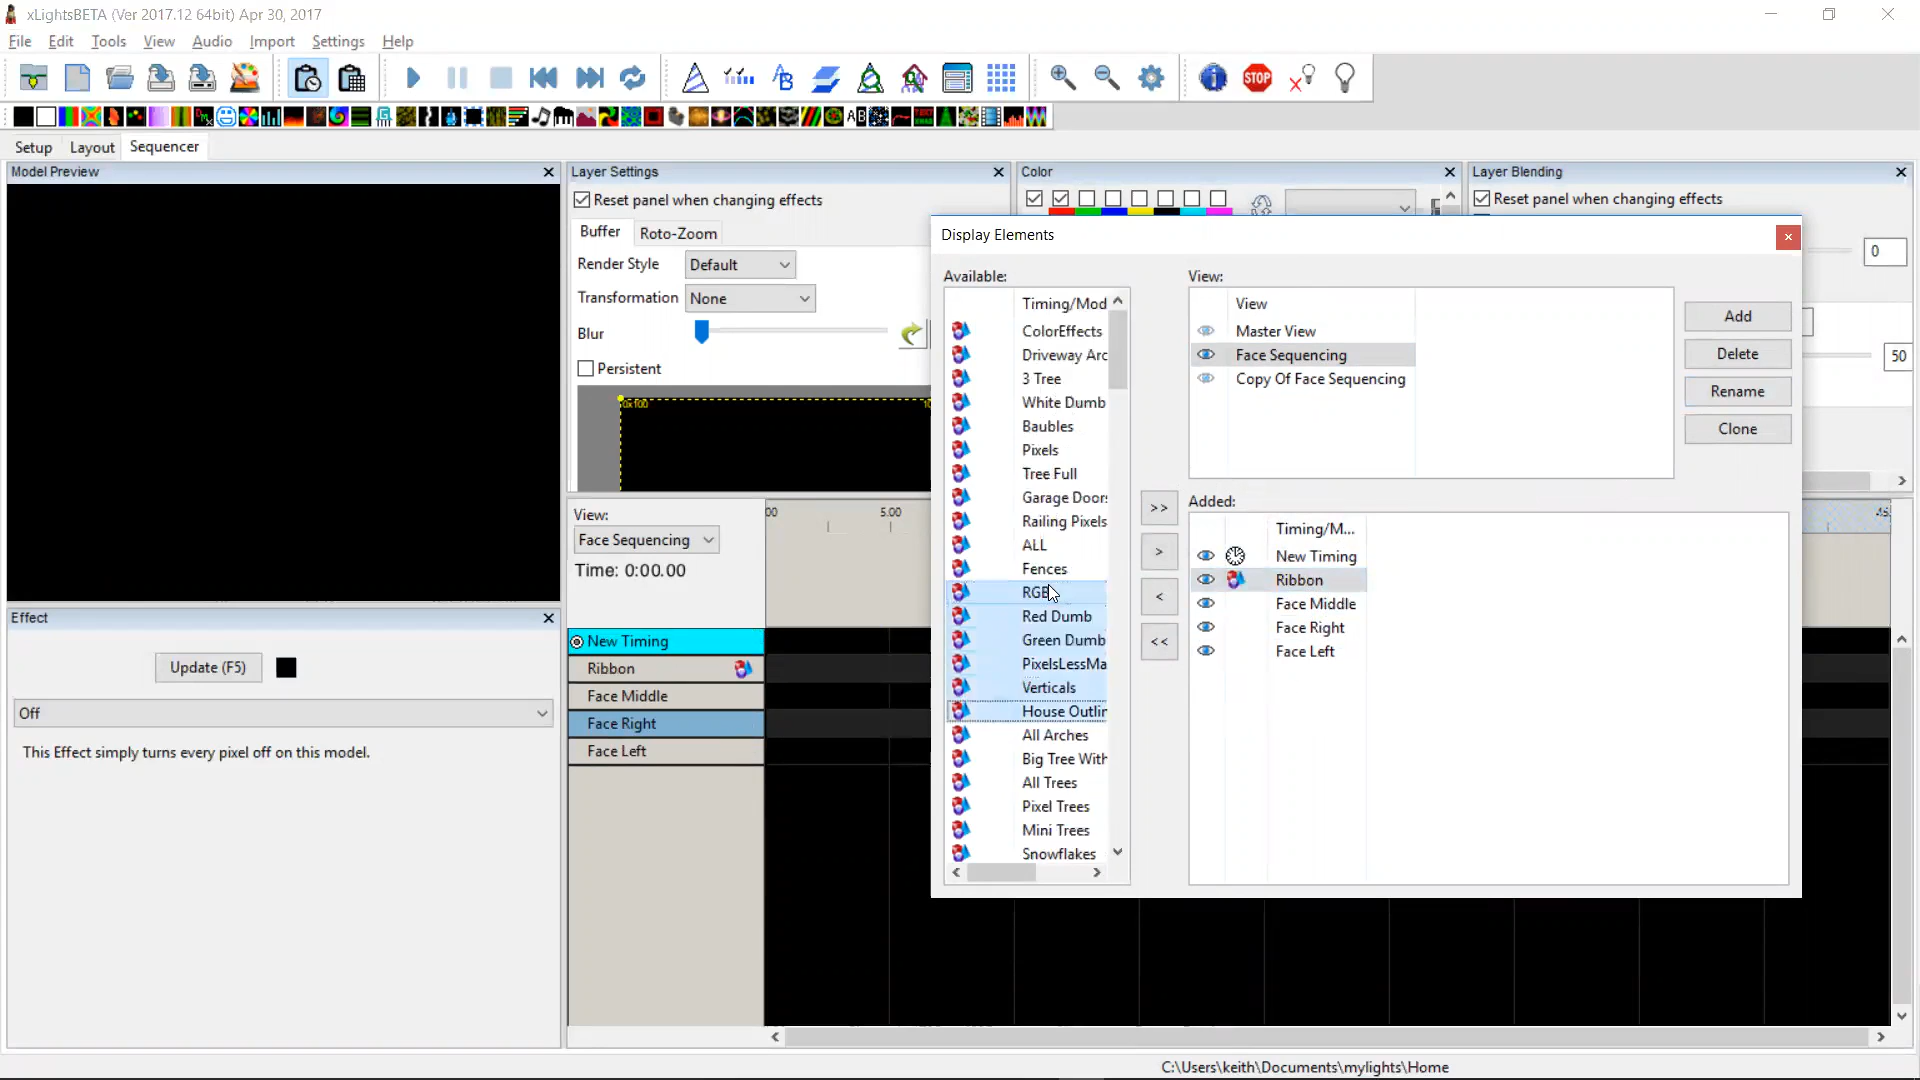 xLightsBETA (Ver 2017.12 64bit) Apr 30, 2017
File Edit Tools View Audio Import Settings Help
STOP
Setup Layout Sequencer
Model Preview
Layer Settings
Reset panel when changing effects
Buffer Roto-Zoom
Render Style Default
Transformation None
Blur
Persistent
0x100
Color
Layer Blending
Reset panel when changing effects
0
50
Display Elements
Available:
Timing/Mod
ColorEffects
Driveway Arc
3 Tree
White Dumb
Baubles
Pixels
Tree Full
Garage Doors
Railing Pixels
ALL
Fences
RGB
Red Dumb
Green Dumb
PixelsLessMa
Verticals
House Outlin
All Arches
Big Tree With
All Trees
Pixel Trees
Mini Trees
Snowflakes
>>
>
<
<<
View:
View
Master View
Face Sequencing
Copy Of Face Sequencing
Add
Delete
Rename
Clone
Added:
Timing/M...
New Timing
Ribbon
Face Middle
Face Right
Face Left
View:
Face Sequencing
Time: 0:00.00
00 5.00
45
New Timing
Ribbon
Face Middle
Face Right
Face Left
Effect
Update (F5)
Off
This Effect simply turns every pixel off on this model.
C:\Users\keith\Documents\mylights\Home